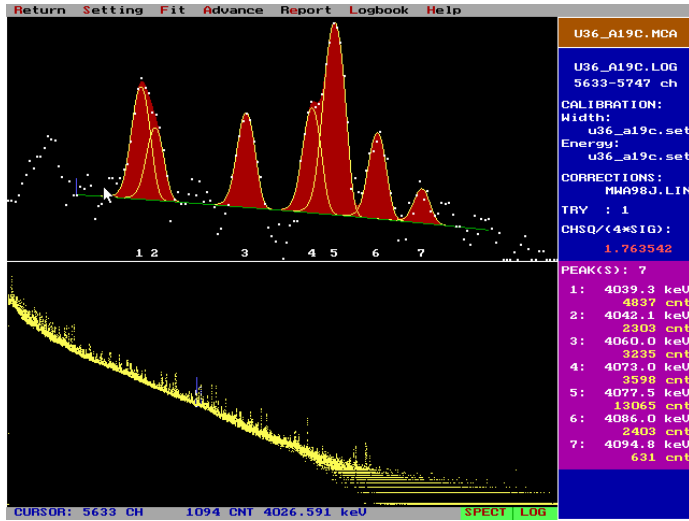 Return Setting Fit Advance Report Logbook Help
U36_A19C.MCA
U36_A19C.LOG
5633-5747 ch
CALIBRATION:
Width:
u36_a19c.set
Energy:
u36_a19c.set
CORRECTIONS:
MWA98J.LIN
TRY : 1
CHSQ/(4*SIG):
1.763542
1 2 3 4 5 6 7
PEAK(S): 7
1: 4039.3 keV
4837 cnt
2: 4042.1 keV
2303 cnt
3: 4060.0 keV
3235 cnt
4: 4073.0 keV
3598 cnt
5: 4077.5 keV
13065 cnt
6: 4086.0 keV
2403 cnt
7: 4094.8 keV
631 cnt
CURSOR: 5633 CH 1094 CNT 4026.591 keV SPECT LOG